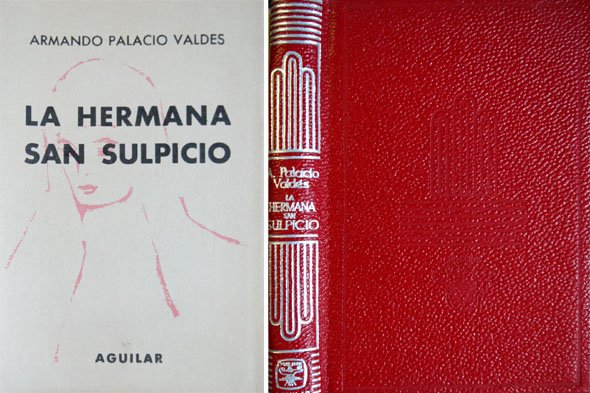 ARMANDO PALACIO VALDES
LA HERMANA
SAN SULPICIO
AGUILAR
A. Palacio
Valdés
LA
HERMANA
SAN
SULPICIO